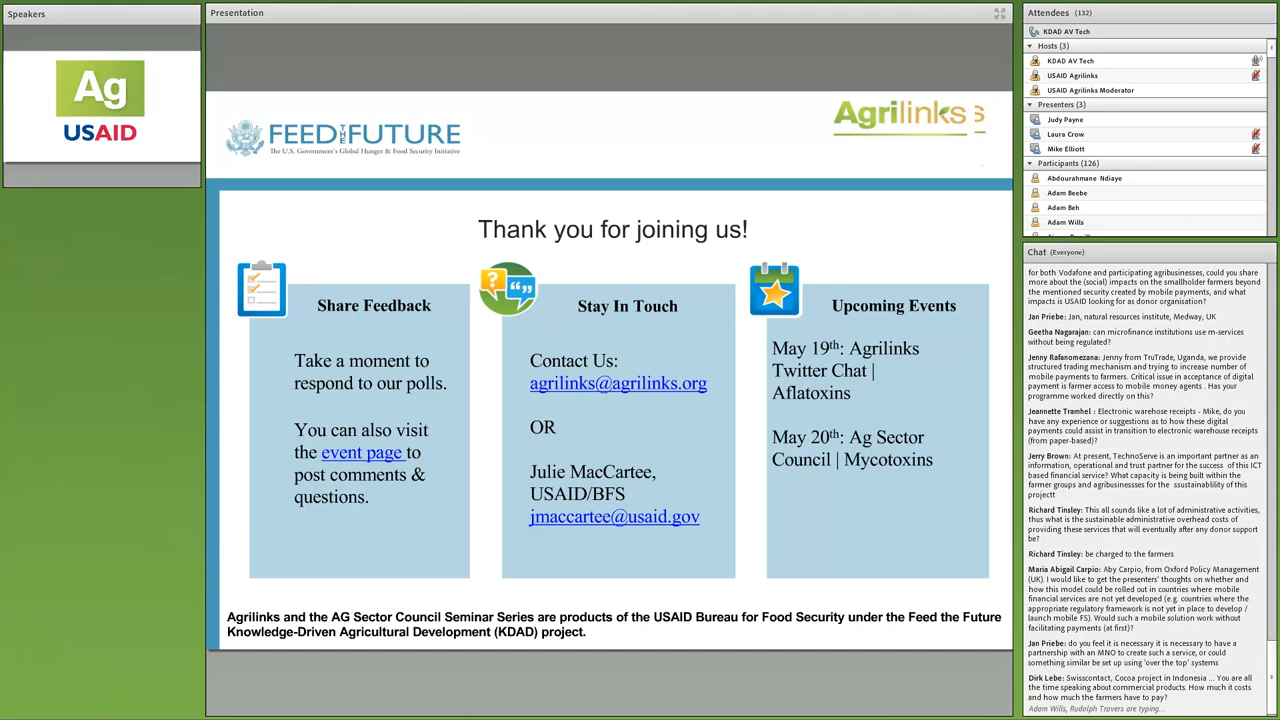 Speakers
Ag
USAID
Presentation
FEED THE FUTURE
The U.S. Government's Global Hunger & Food Security Initiative
Agrilinks
Thank you for joining us!
Share Feedback
Take a moment to
respond to our polls.
You can also visit
the event page to
post comments &
questions.
Stay In Touch
Contact Us:
agrilinks@agrilinks.org
OR
Julie MacCartee,
USAID/BFS
jmaccartee@usaid.gov
Upcoming Events
May 19th: Agrilinks
Twitter Chat |
Aflatoxins
May 20th: Ag Sector
Council | Mycotoxins
Agrilinks and the AG Sector Council Seminar Series are products of the USAID Bureau for Food Security under the Feed the Future
Knowledge-Driven Agricultural Development (KDAD) project.
Attendees (132)
KDAD AV Tech
Hosts (3)
KDAD AV Tech
USAID Agrilinks
USAID Agrilinks Moderator
Presenters (3)
Judy Payne
Laura Crow
Mike Elliott
Participants (126)
Abdourahmane Ndiaye
Adam Beebe
Adam Beh
Adam Wills
Chat (Everyone)
for both Vodafone and participating agribusinesses, could you share
more about the (social) impacts on the smallholder farmers beyond
the mentioned security created by mobile payments, and what
impacts is USAID looking for as donor organisation?
Jan Priebe: Jan, natural resources institute, Medway, UK
Geetha Nagarajan: can microfinance institutions use m-services
without being regulated?
Jenny Rafanomezana: Jenny from TruTrade, Uganda, we provide
structured trading mechanism and trying to increase number of
mobile payments to farmers. Critical issue in acceptance of digital
payment is farmer access to mobile money agents . Has your
programme worked directly on this?
Jeannette Tramhel : Electronic warehose receipts - Mike, do you
have any experience or suggestions as to how these digital
payments could assist in transition to electronic warehouse receipts
(from paper-based)?
Jerry Brown: At present, TechnoServe is an important partner as an
information, operational and trust partner for the success of this ICT
based financial service? What capacity is being built within the
farmer groups and agribusinessses for the susstainablility of this
projectt
Richard Tinsley: This all sounds like a lot of administrative activities,
thus what is the sustainable administrative overhead costs of
providing these services that will eventually after any donor support
be?
Richard Tinsley: be charged to the farmers
Maria Abigail Carpio: Aby Carpio, from Oxford Policy Management
(UK). I would like to get the presenters' thoughts on whether and
how this model could be rolled out in countries where mobile
financial services are not yet developed (e.g. countries where the
appropriate regulatory framework is not yet in place to develop /
launch mobile FS). Would such a mobile solution work without
facilitating payments (at first)?
Jan Priebe: do you feel it is necessary it is necessary to have a
partnership with an MNO to create such a service, or could
something similar be set up using 'over the top' systems
Dirk Lebe: Swisscontact, Cocoa project in Indonesia ... You are all
the time speaking about commercial products. How much it costs
and how much the farmers have to pay?
Adam Wills, Rudolph Travers are typing...